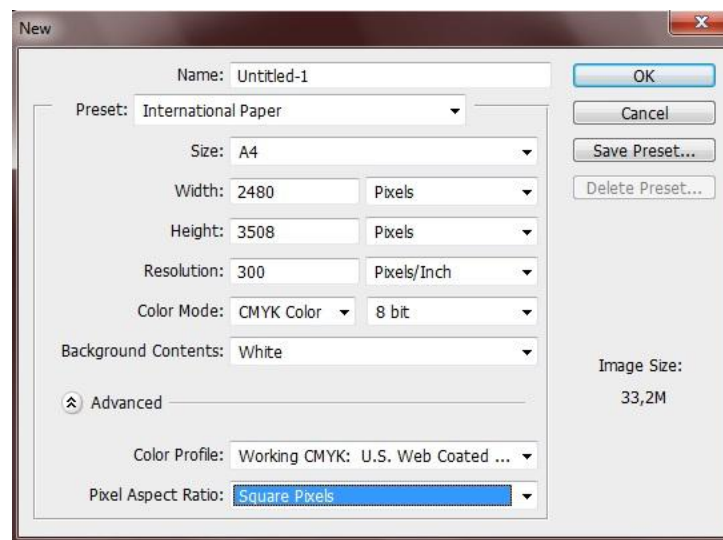 New
Name: Untitled-1
OK
Preset: International Paper
Cancel
Size: A4
Save Preset...
Width: 2480 Pixels
Delete Preset...
Height: 3508 Pixels
Resolution: 300 Pixels/Inch
Color Mode: CMYK Color 8 bit
Background Contents: White
Image Size:
33,2M
Advanced
Color Profile: Working CMYK: U.S. Web Coated ...
Pixel Aspect Ratio: Square Pixels